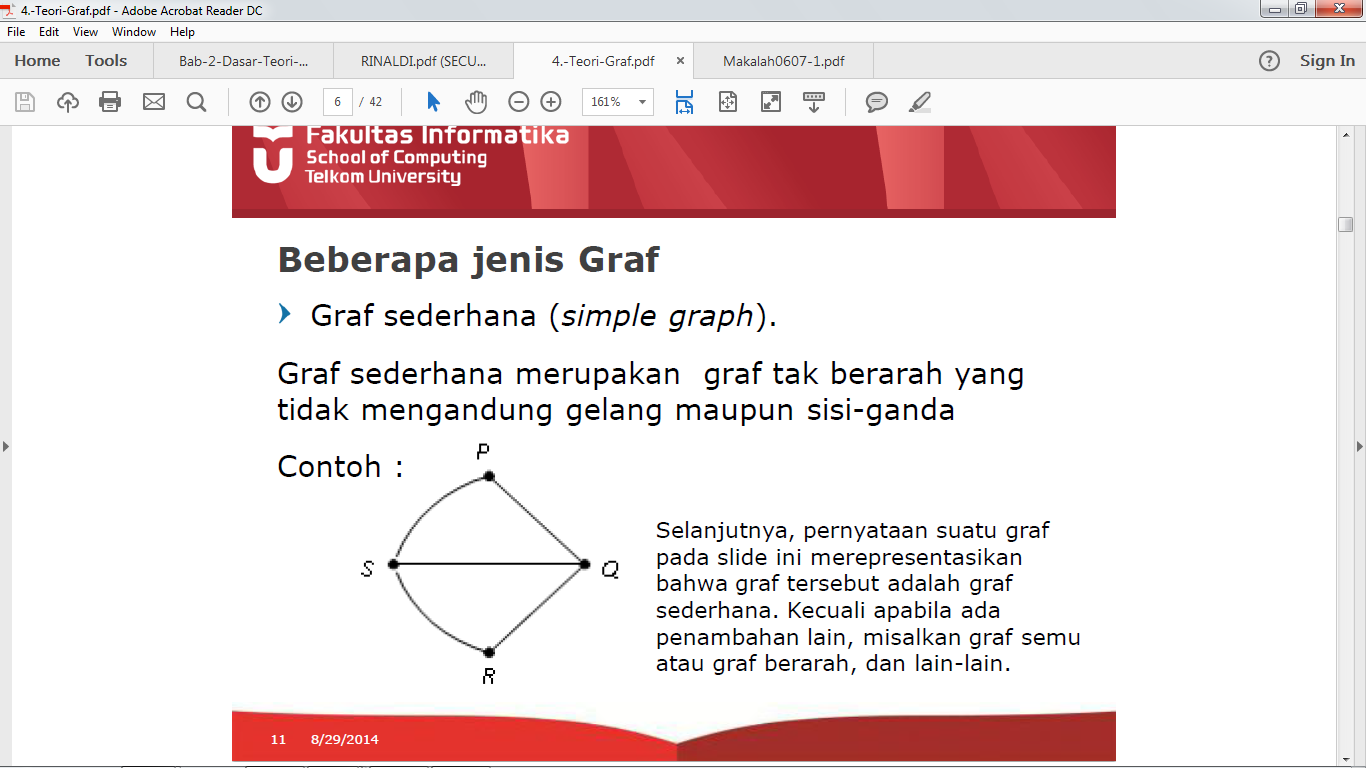 4.-Teori-Graf.pdf - Adobe Acrobat Reader DC
File Edit View Window Help
Home Tools Bab-2-Dasar-Teori-... RINALDI.pdf (SECU... 4.-Teori-Graf.pdf × Makalah0607-1.pdf ? Sign In
6 / 42 161%
Fakultas Informatika
School of Computing
Telkom University
Beberapa jenis Graf
Graf sederhana (simple graph).
Graf sederhana merupakan graf tak berarah yang
tidak mengandung gelang maupun sisi-ganda
Contoh :
P
S
Q
R
Selanjutnya, pernyataan suatu graf
pada slide ini merepresentasikan
bahwa graf tersebut adalah graf
sederhana. Kecuali apabila ada
penambahan lain, misalkan graf semu
atau graf berarah, dan lain-lain.
11 8/29/2014